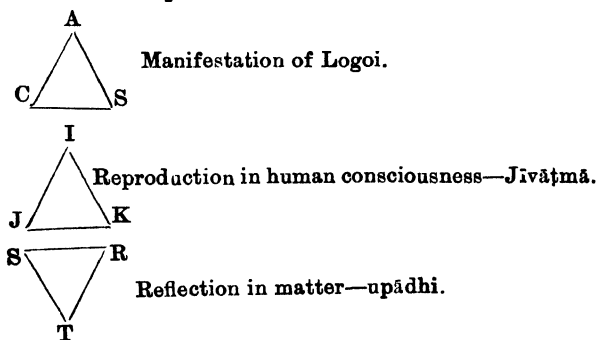 A
Manifestation of Logoi.
C S
I
Reproduction in human consciousness—Jīvāṭmā.
J K
S R
Reflection in matter—upādhi.
T